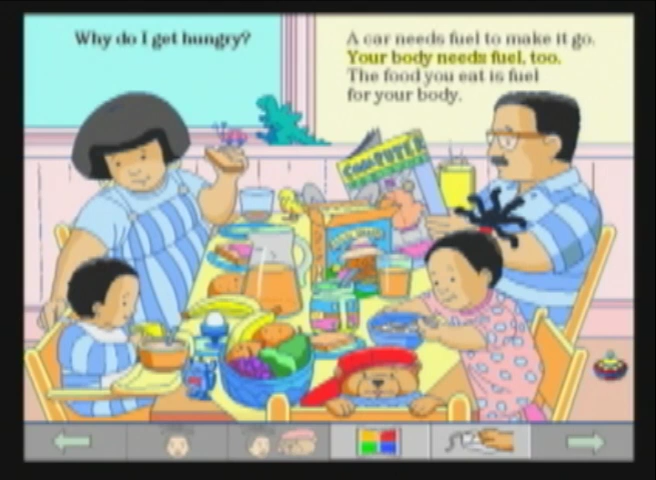 Why do I get hungry?
A car needs fuel to make it go.
Your body needs fuel, too.
The food you eat is fuel
for your body.
COMPUTER